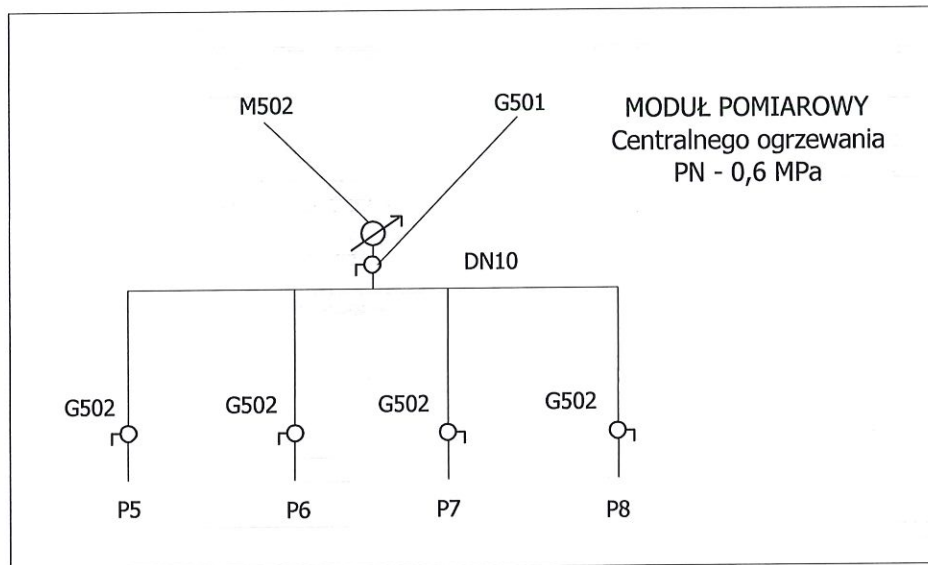 M502
G501
MODUŁ POMIAROWY
Centralnego ogrzewania
PN - 0,6 MPa
DN10
G502
G502
G502
G502
P5
P6
P7
P8